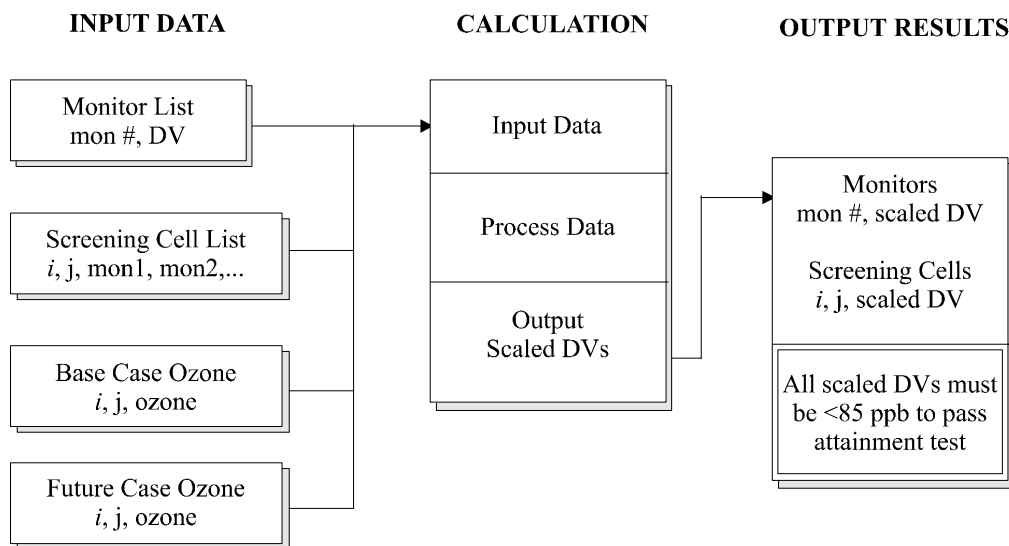 INPUT DATA
Monitor List
mon #, DV
Screening Cell List
i, j, mon1, mon2,...
Base Case Ozone
i, j, ozone
Future Case Ozone
i, j, ozone
CALCULATION
Input Data
Process Data
Output
Scaled DVs
OUTPUT RESULTS
Monitors
mon #, scaled DV
Screening Cells
i, j, scaled DV
All scaled DVs must
be <85 ppb to pass
attainment test